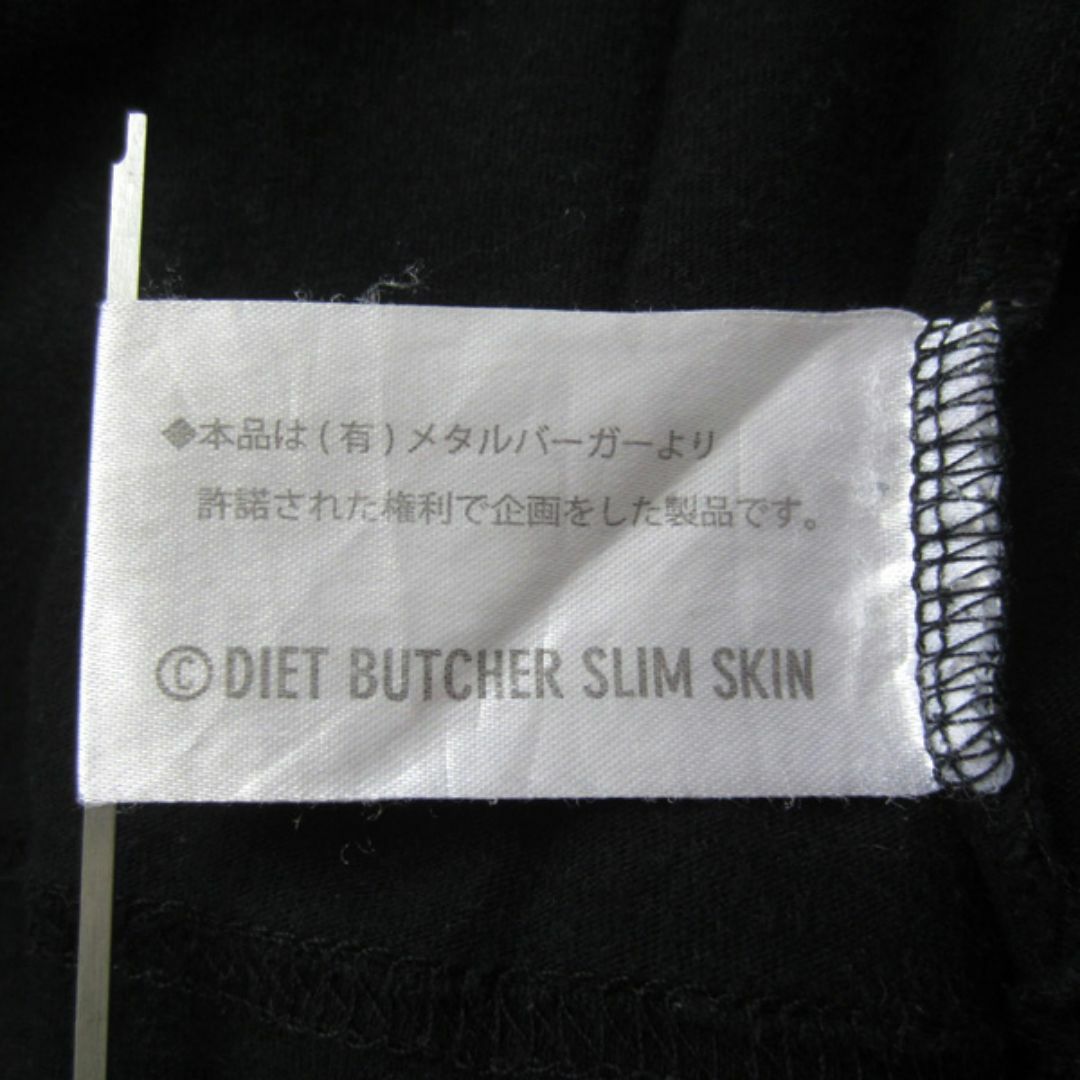 ◆本品は(有)メタルバーガーより
許諾された権利で企画をした製品です。
©DIET BUTCHER SLIM SKIN